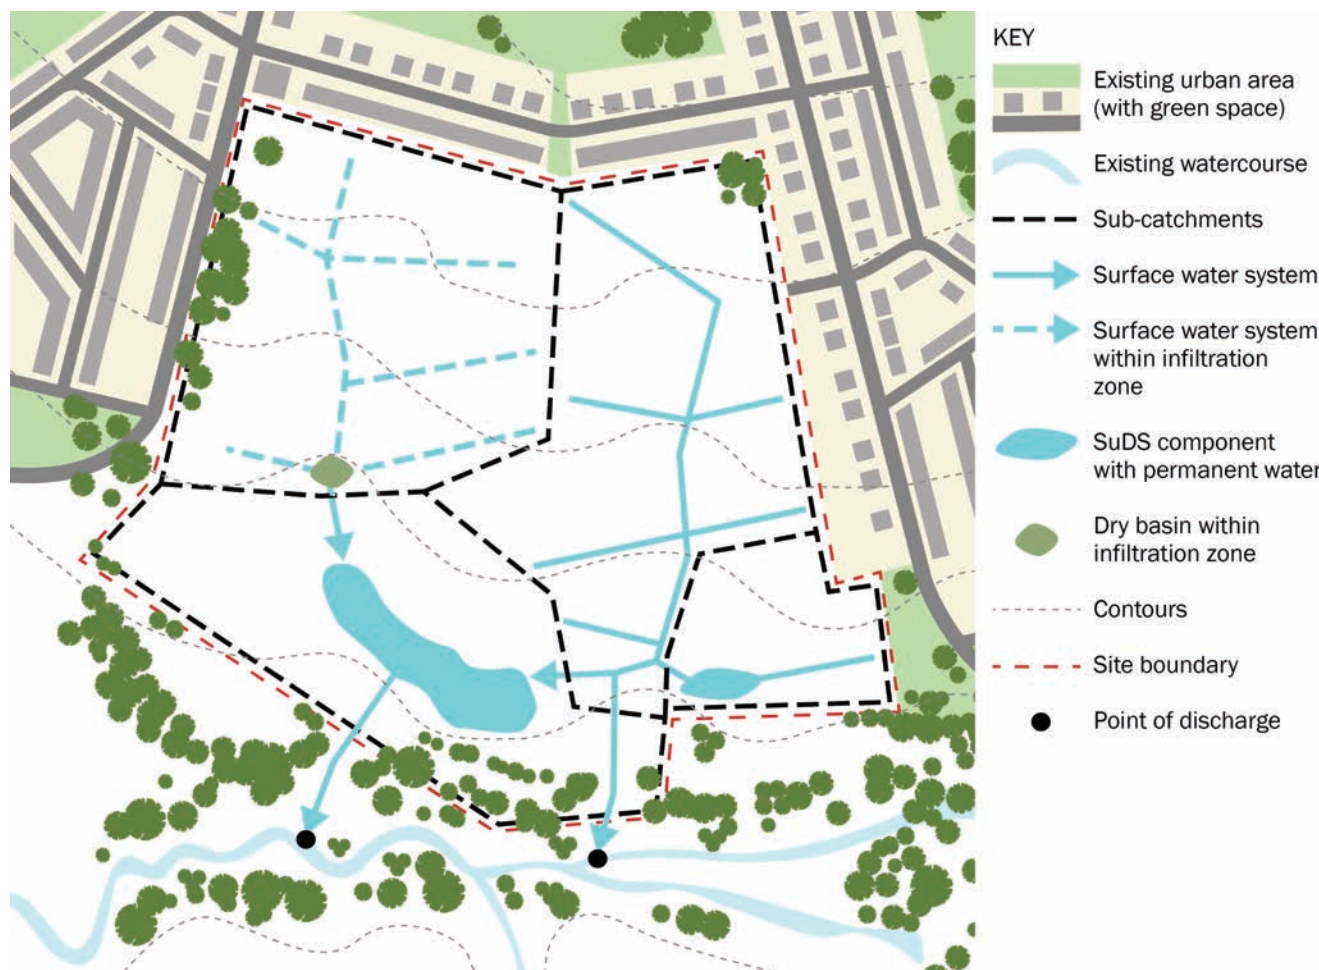 KEY
Existing urban area
(with green space)
Existing watercourse
Sub-catchments
Surface water system
Surface water system
within infiltration
zone
SuDS component
with permanent water
Dry basin within
infiltration zone
Contours
Site boundary
Point of discharge